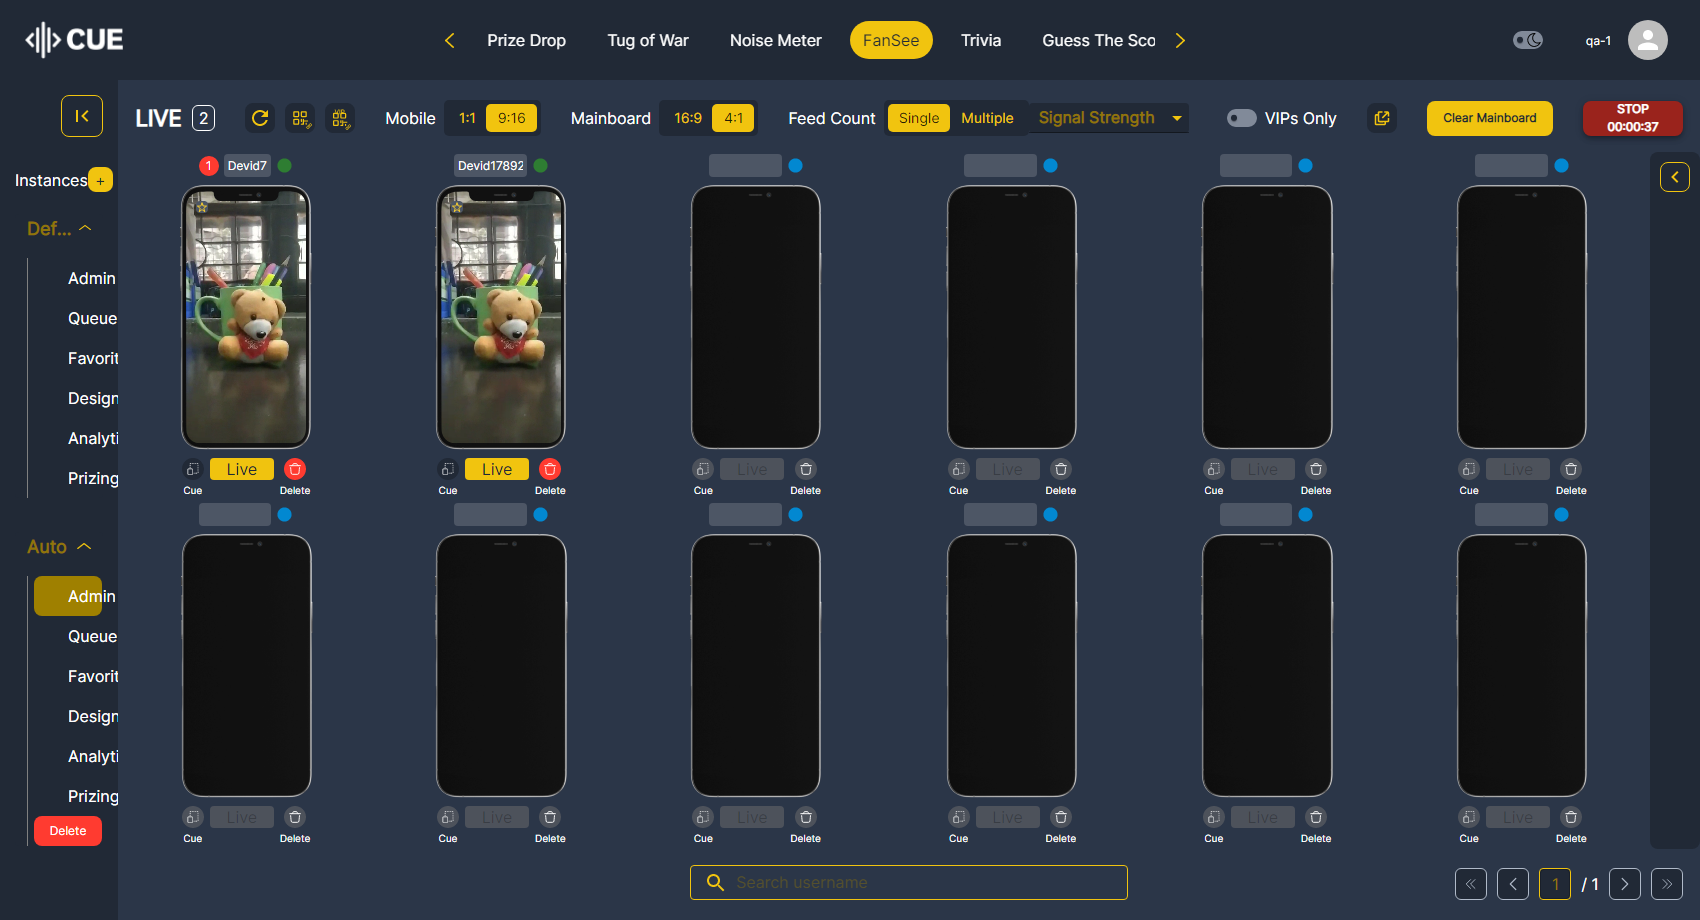 CUE
Prize Drop
Tug of War
Noise Meter
FanSee
Trivia
Guess The Sco
qa-1
LIVE 2
Mobile 1:1 9:16
Mainboard 16:9 4:1
Feed Count Single Multiple
Signal Strength
VIPs Only
Clear Mainboard
STOP
00:00:37
Instances +
Def...
Admin
Queue
Favorit
Design
Analyti
Prizing
Auto
Admin
Queue
Favorit
Design
Analyti
Prizing
Delete
1 Devid7
Devid17892
Live Live Live Live Live Live
Cue Delete Cue Delete Cue Delete Cue Delete Cue Delete Cue Delete
Live Live Live Live Live Live
Cue Delete Cue Delete Cue Delete Cue Delete Cue Delete Cue Delete
Search username
1 / 1